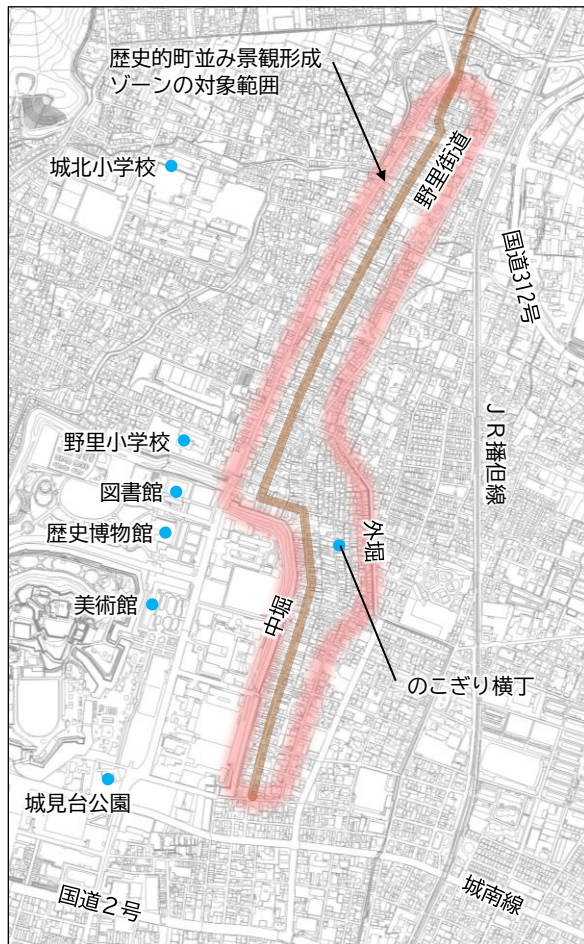 歴史的町並み景観形成
ゾーンの対象範囲
城北小学校
野里街道
国道312号
JR播但線
野里小学校
図書館
歴史博物館
外堀
美術館
中堀
のこぎり横丁
城見台公園
城南線
国道２号